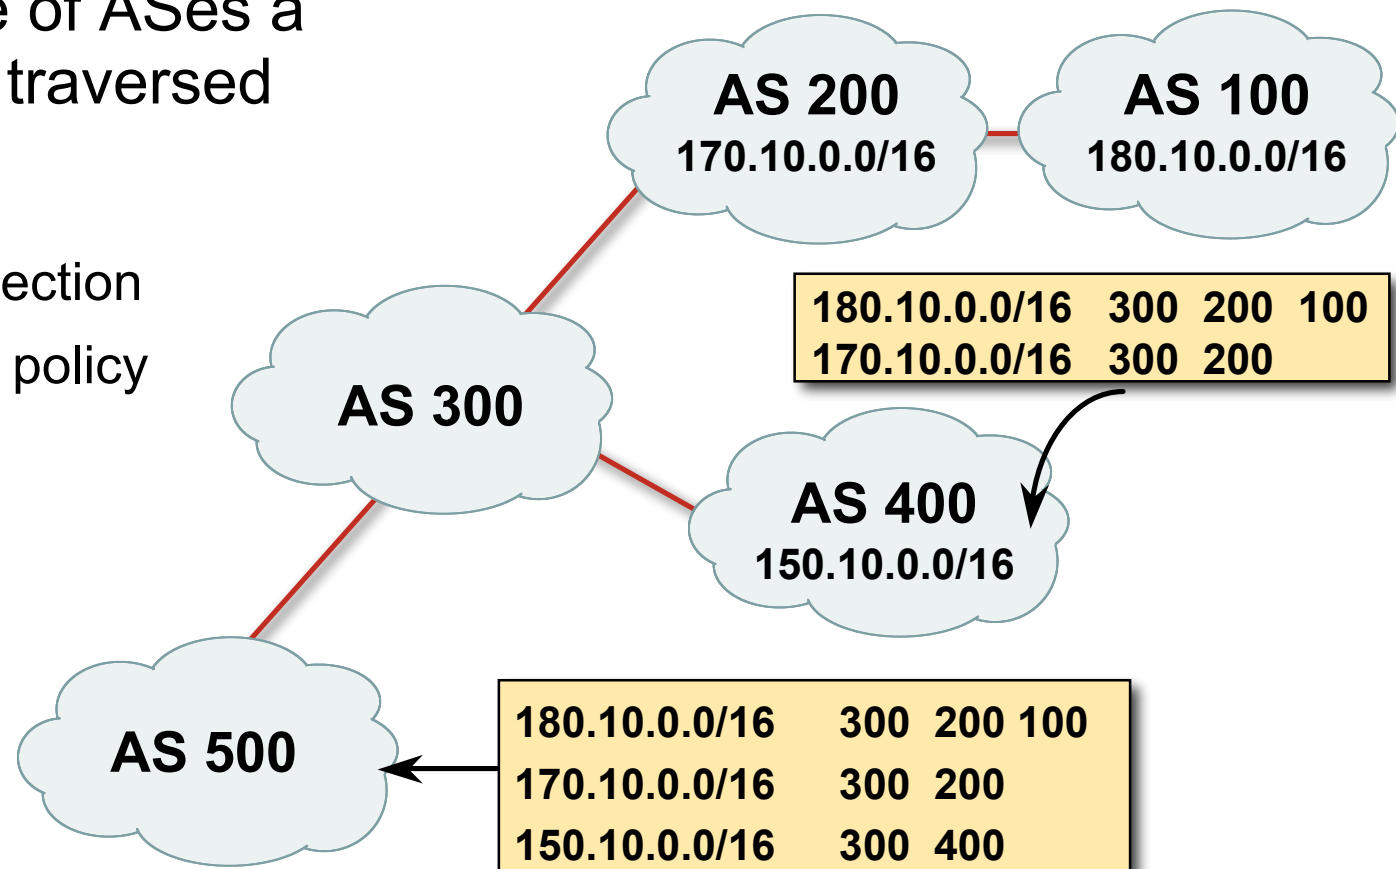 e of ASes a
traversed
ection
policy
AS 200
170.10.0.0/16
AS 100
180.10.0.0/16
180.10.0.0/16 300 200 100
170.10.0.0/16 300 200
AS 300
AS 400
150.10.0.0/16
AS 500
180.10.0.0/16 300 200 100
170.10.0.0/16 300 200
150.10.0.0/16 300 400